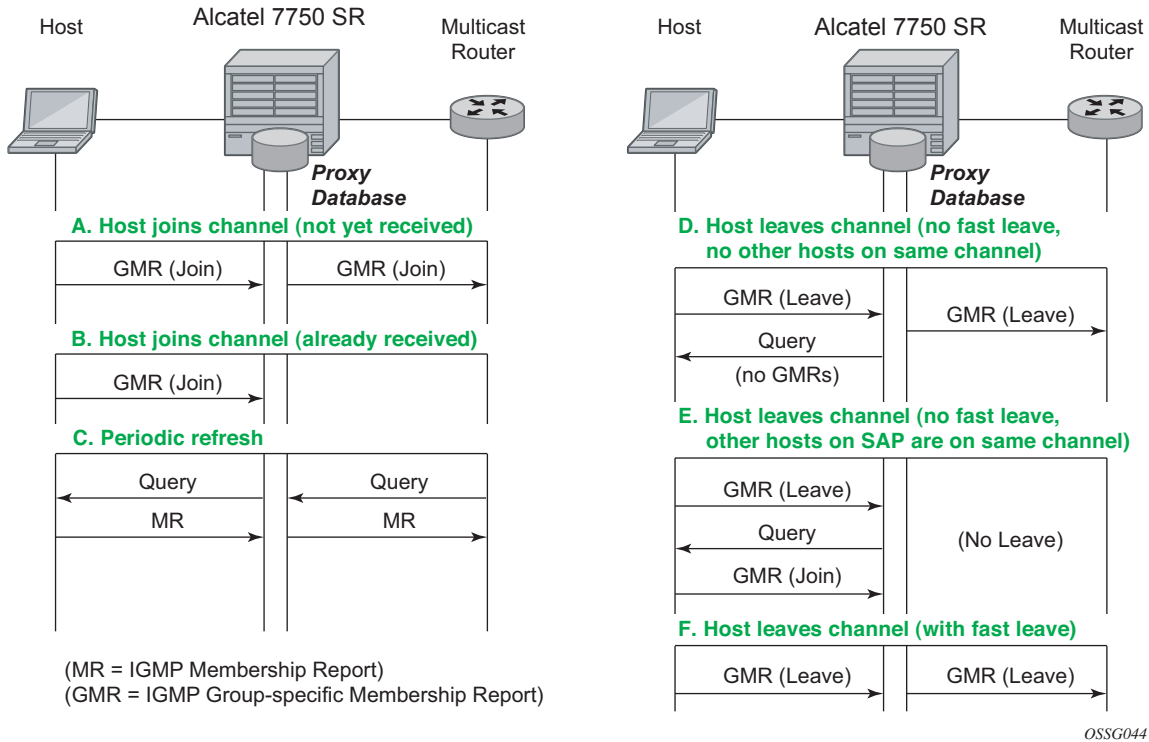 Host
Alcatel 7750 SR
Multicast
Router
Proxy
Database
A. Host joins channel (not yet received)
GMR (Join)
GMR (Join)
B. Host joins channel (already received)
GMR (Join)
C. Periodic refresh
Query
Query
MR
MR
(MR = IGMP Membership Report)
(GMR = IGMP Group-specific Membership Report)
Host
Alcatel 7750 SR
Multicast
Router
Proxy
Database
D. Host leaves channel (no fast leave,
no other hosts on same channel)
GMR (Leave)
GMR (Leave)
Query
(no GMRs)
E. Host leaves channel (no fast leave,
other hosts on SAP are on same channel)
GMR (Leave)
Query
(No Leave)
GMR (Join)
F. Host leaves channel (with fast leave)
GMR (Leave)
GMR (Leave)
OSSG044